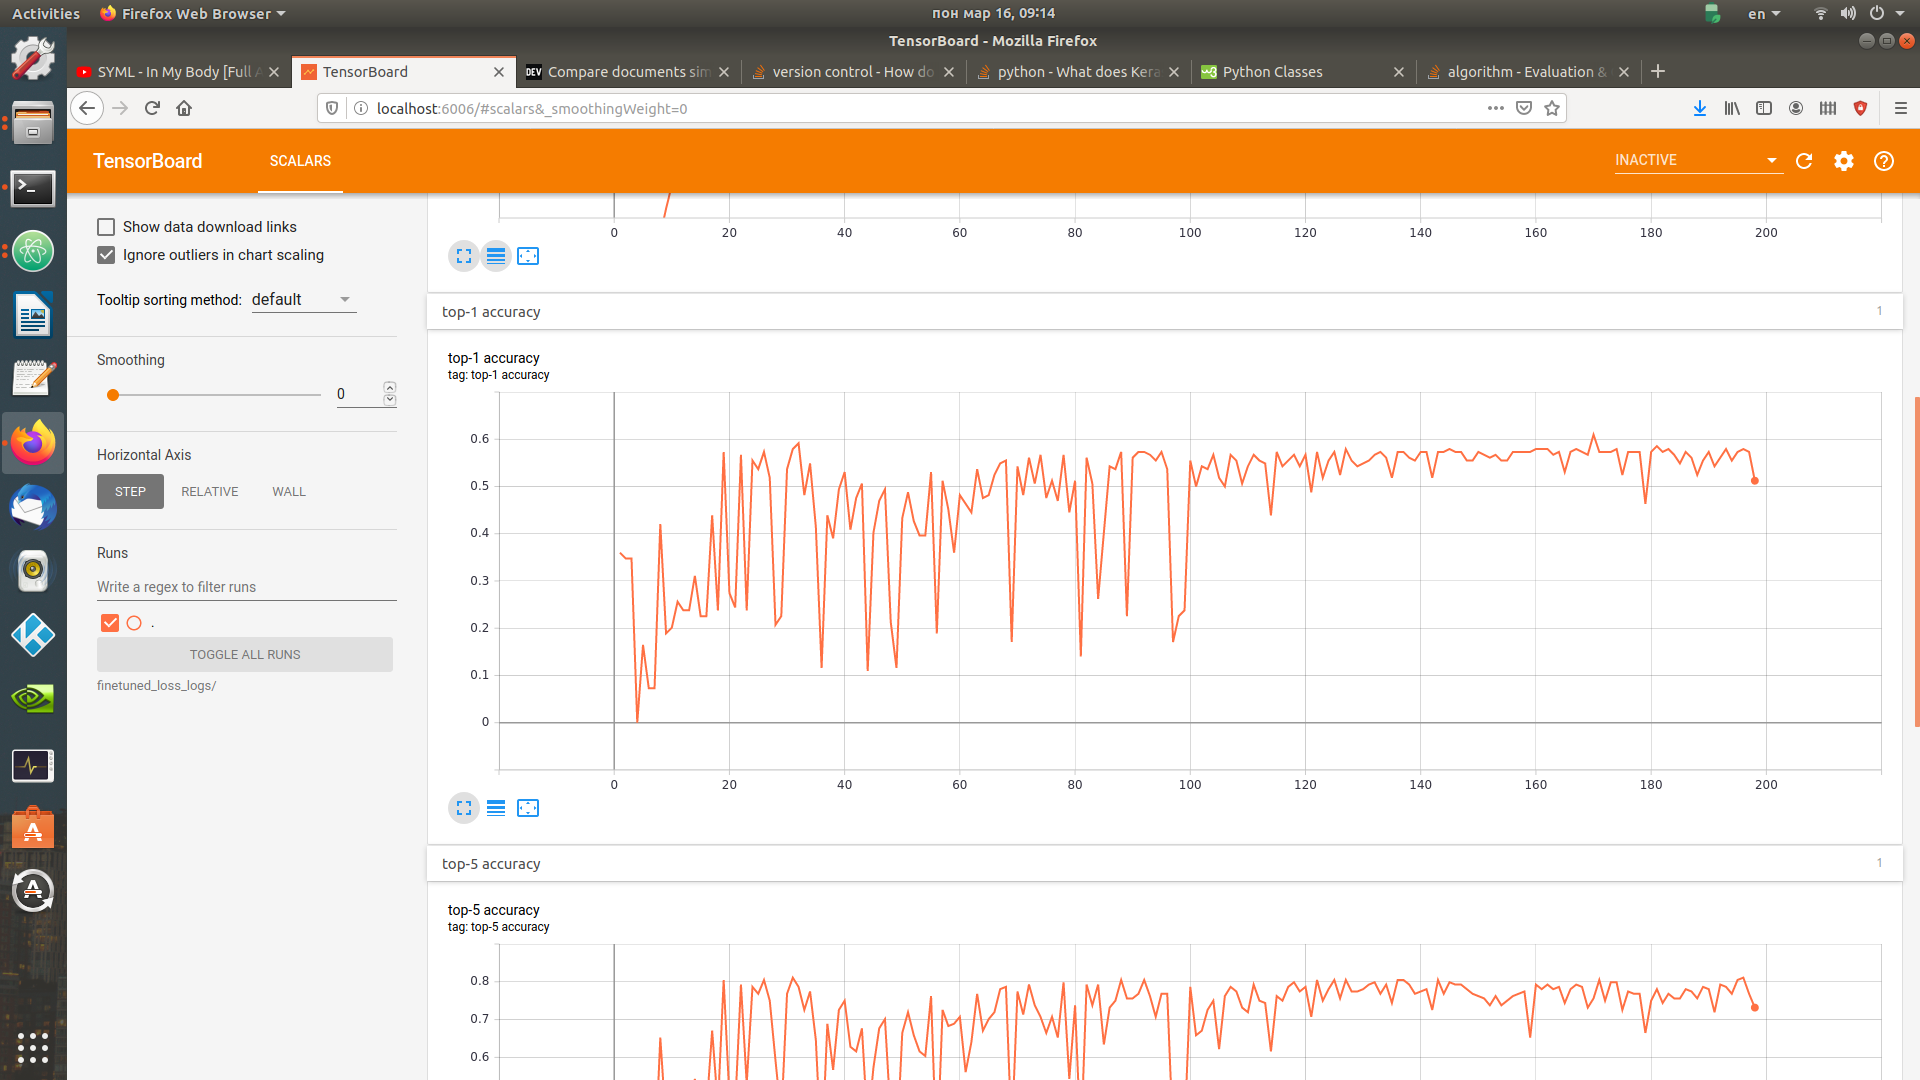 Activities
Firefox Web Browser
пон мар 16, 09:14
en
TensorBoard - Mozilla Firefox
SYML - In My Body [Full A
TensorBoard
DEV Compare documents sim
version control - How do
python - What does Kera
Python Classes
algorithm - Evaluation &
localhost:6006/#scalars&_smoothingWeight=0
TensorBoard
SCALARS
INACTIVE
Show data download links
Ignore outliers in chart scaling
Tooltip sorting method: default
Smoothing
0
Horizontal Axis
STEP RELATIVE WALL
Runs
Write a regex to filter runs
.
TOGGLE ALL RUNS
finetuned_loss_logs/
0 20 40 60 80 100 120 140 160 180 200
top-1 accuracy
1
top-1 accuracy
tag: top-1 accuracy
0.6
0.5
0.4
0.3
0.2
0.1
0
0 20 40 60 80 100 120 140 160 180 200
top-5 accuracy
1
top-5 accuracy
tag: top-5 accuracy
0.8
0.7
0.6